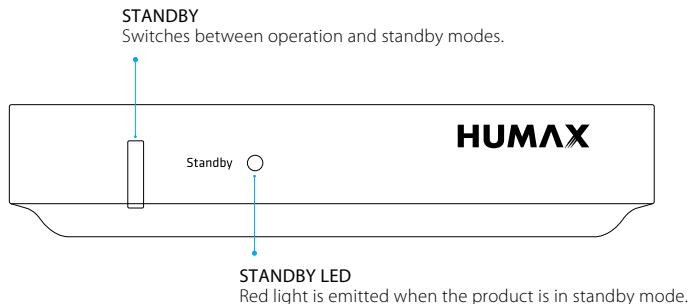 STANDBY
Switches between operation and standby modes.
HUMAX
Standby
STANDBY LED
Red light is emitted when the product is in standby mode.